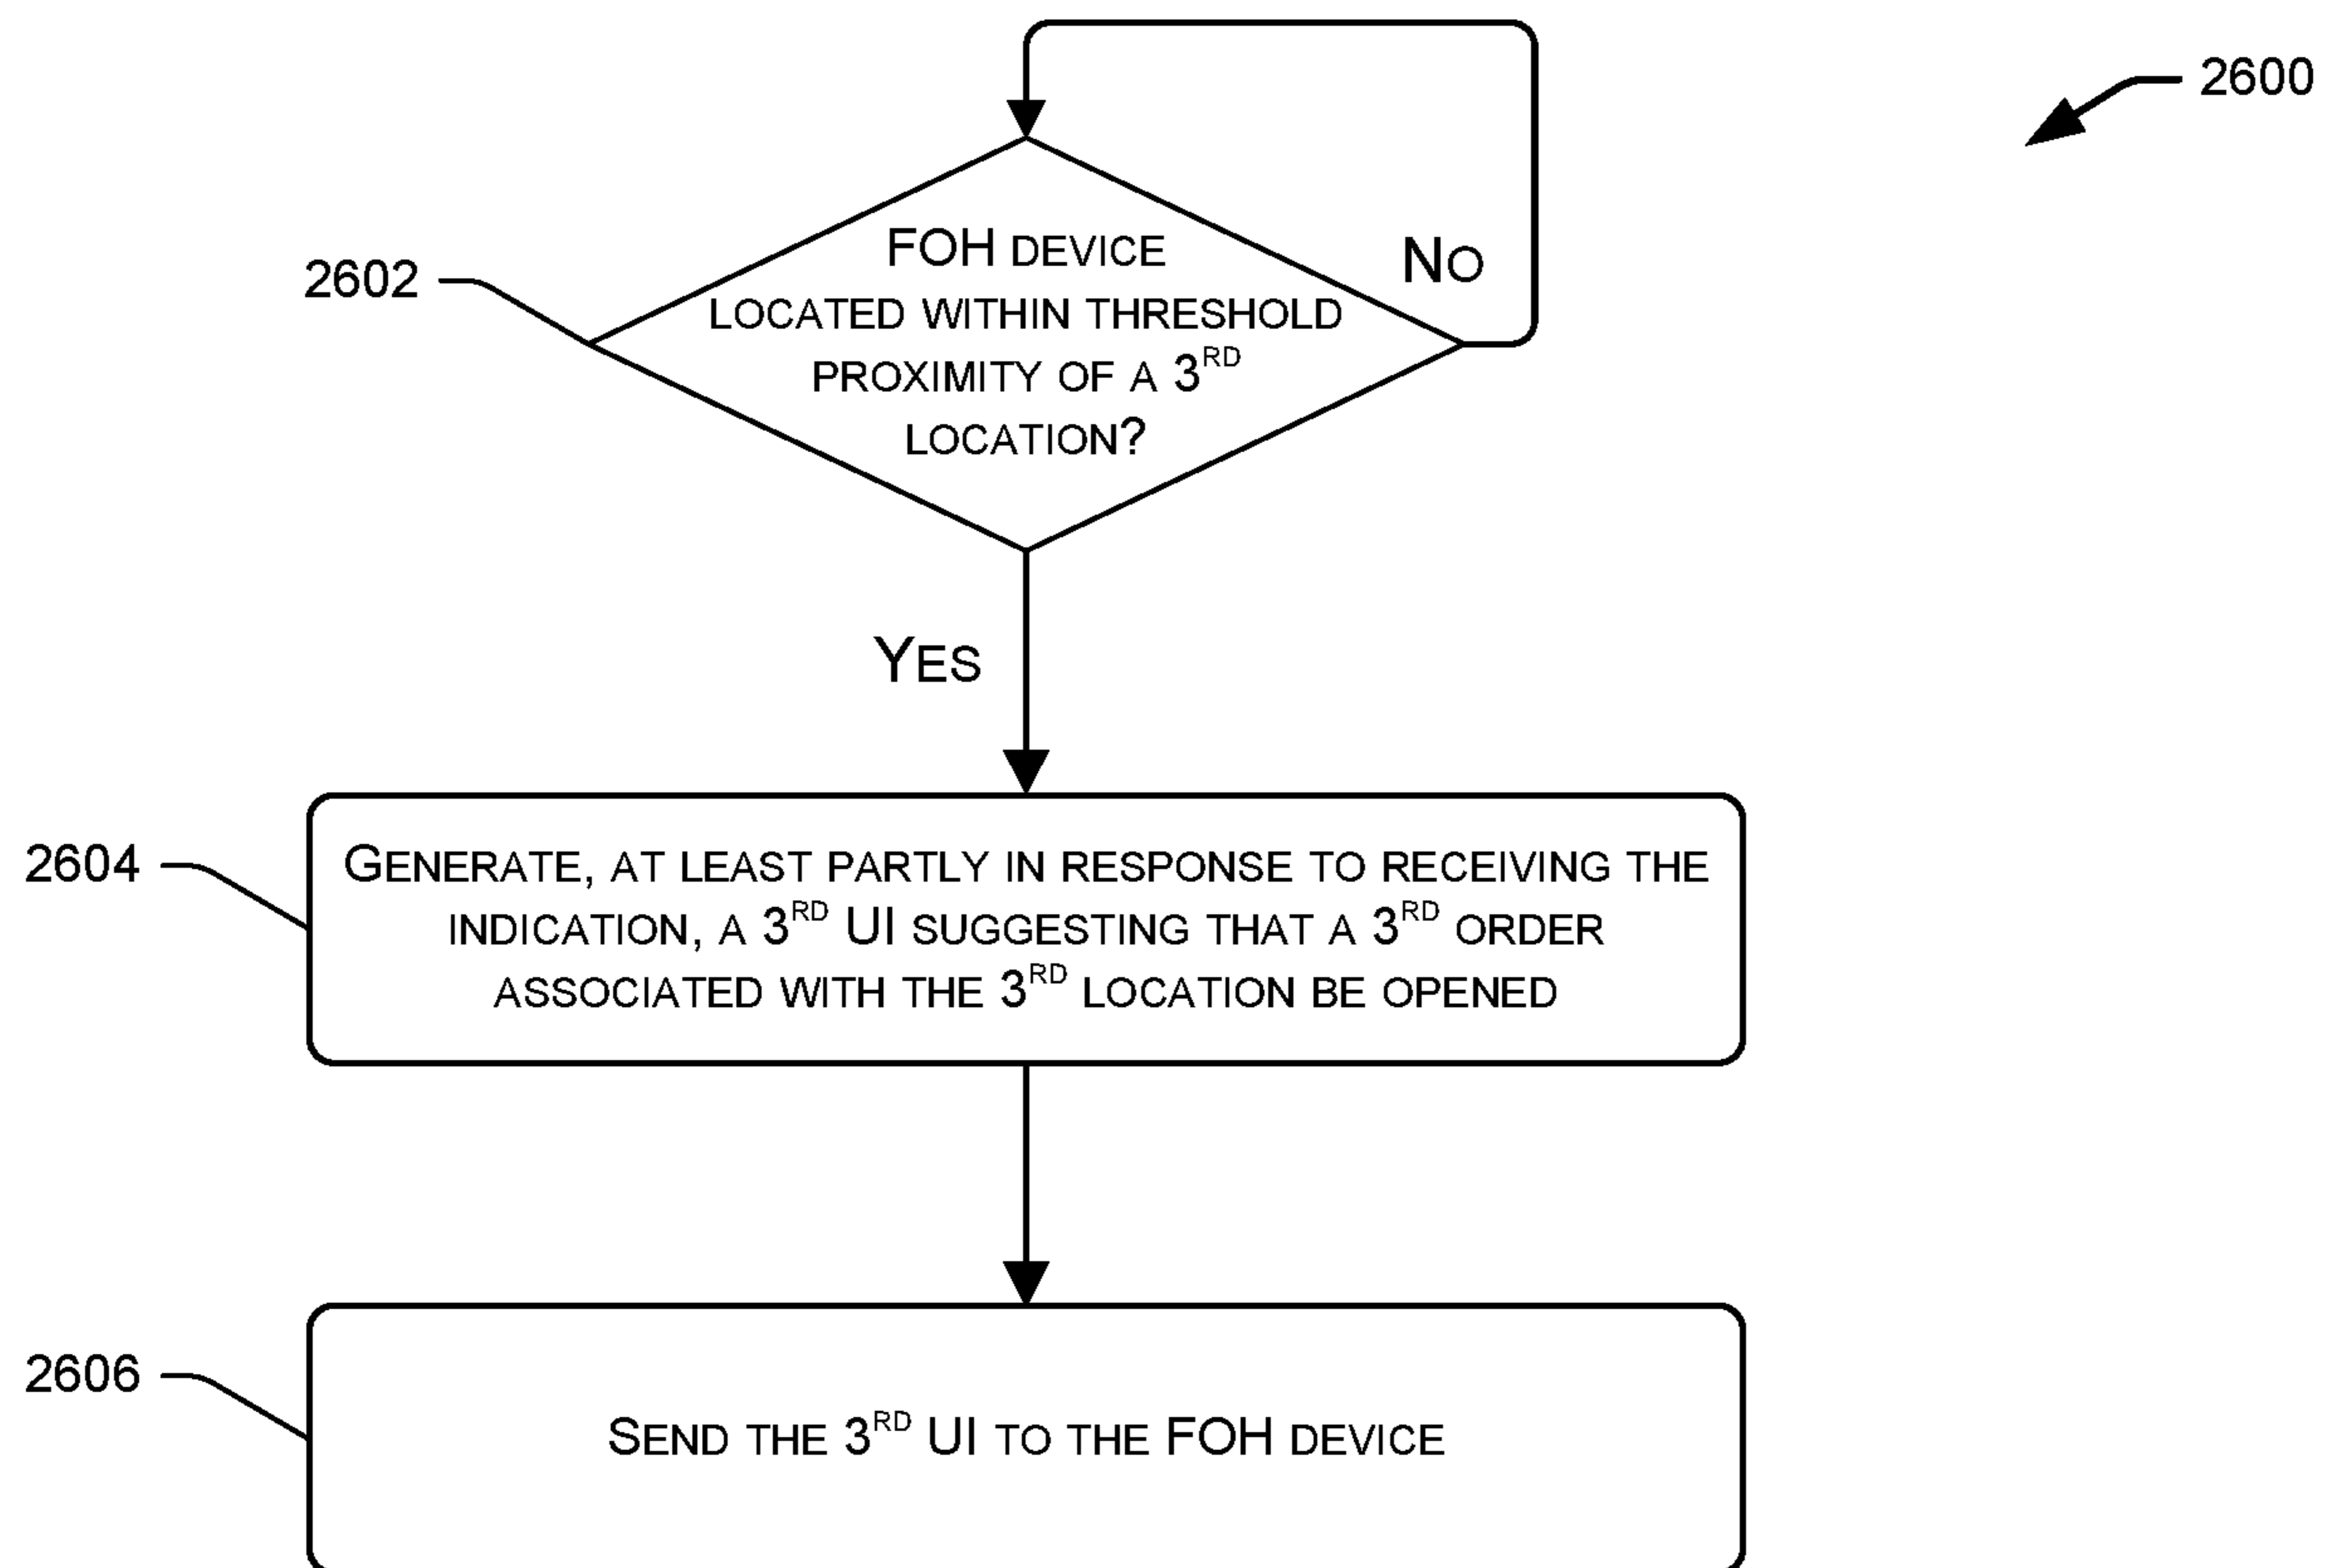 2600
2602
FOH DEVICE
LOCATED WITHIN THRESHOLD
PROXIMITY OF A 3RD
LOCATION?
NO
YES
2604
GENERATE, AT LEAST PARTLY IN RESPONSE TO RECEIVING THE
INDICATION, A 3RD UI SUGGESTING THAT A 3RD ORDER
ASSOCIATED WITH THE 3RD LOCATION BE OPENED
2606
SEND THE 3RD UI TO THE FOH DEVICE